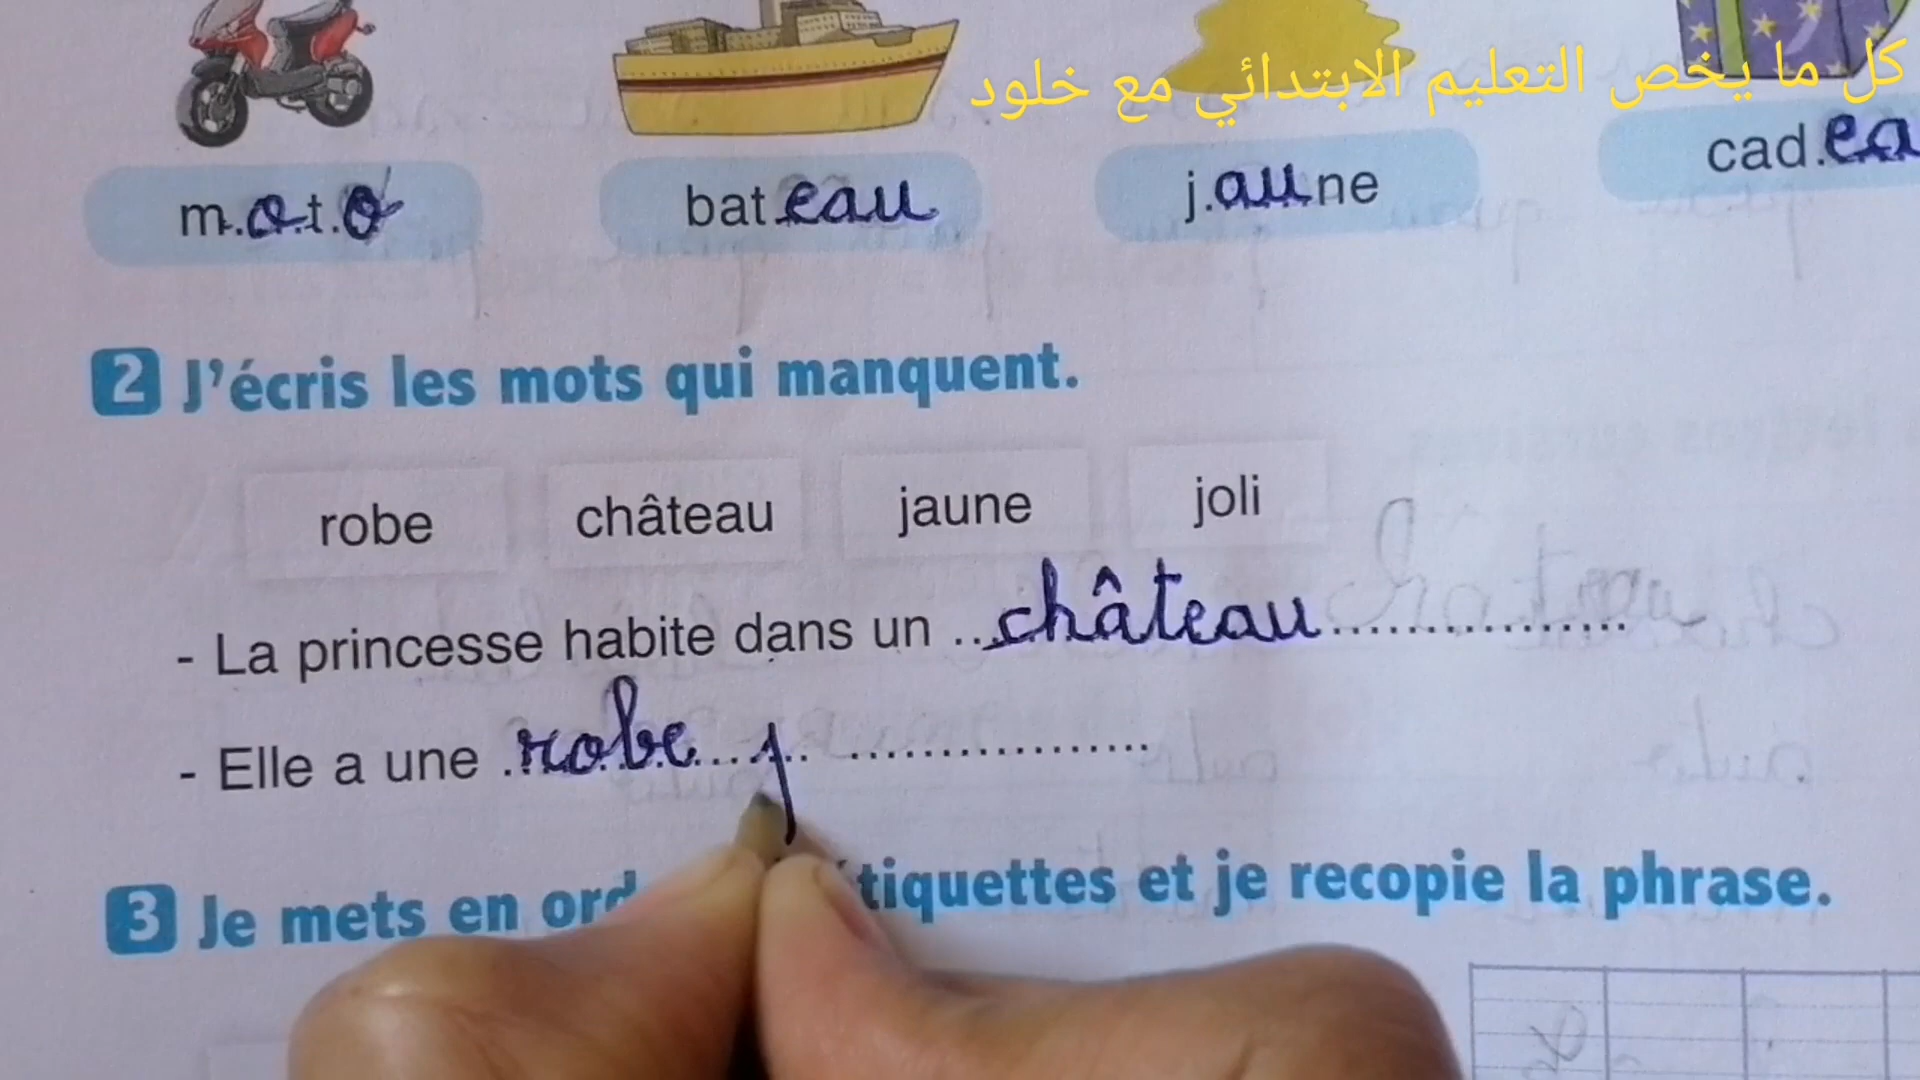 كل ما يخص التعليم الابتدائي مع خلود
m.o.t.o
bat eau
j.aune
cad.ea
2 J'écris les mots qui manquent.
robe château jaune joli
- La princesse habite dans un ..château.................
- Elle a une .robe....j.. ...................
3 Je mets en ord tiquettes et je recopie la phrase.